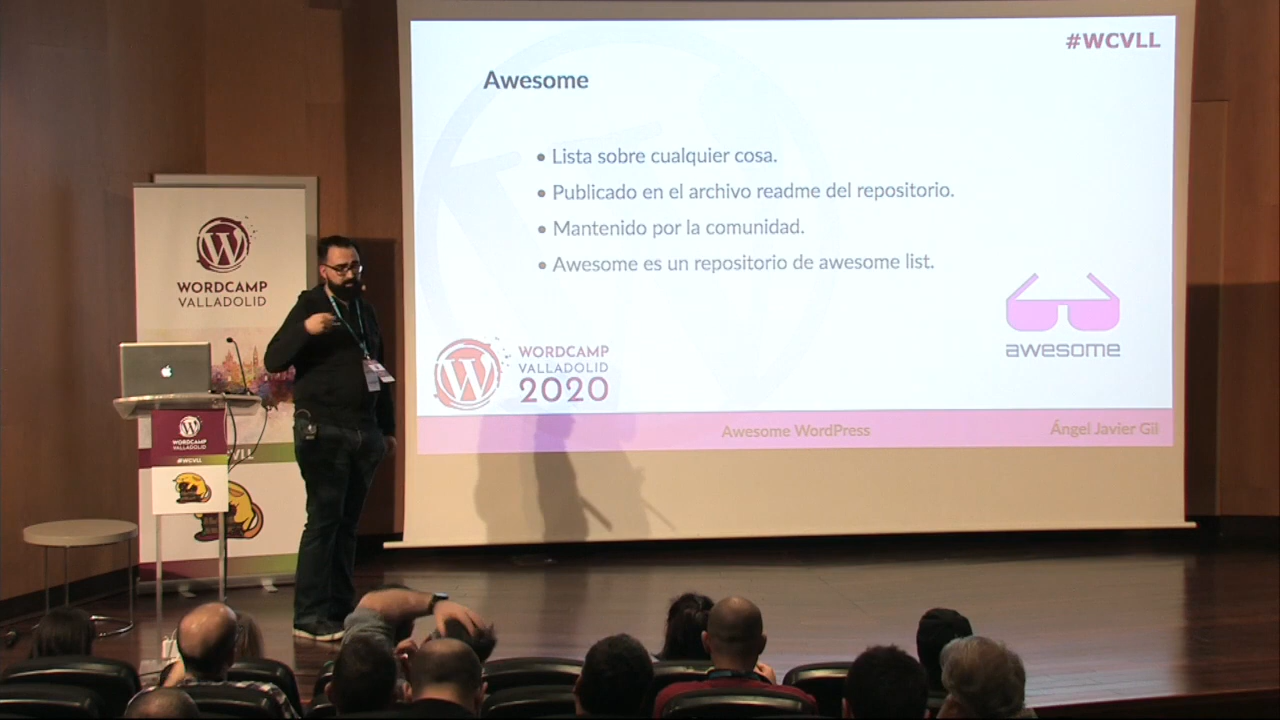 #WCVLL
Awesome
Lista sobre cualquier cosa.
Publicado en el archivo readme del repositorio.
Mantenido por la comunidad.
Awesome es un repositorio de awesome list.
awesome
WORDCAMP
VALLADOLID
2020
Awesome WordPress
Ángel Javier Gil
WORDCAMP
VALLADOLID
WORDCAMP
VALLADOLID
#WCVLL
VLL